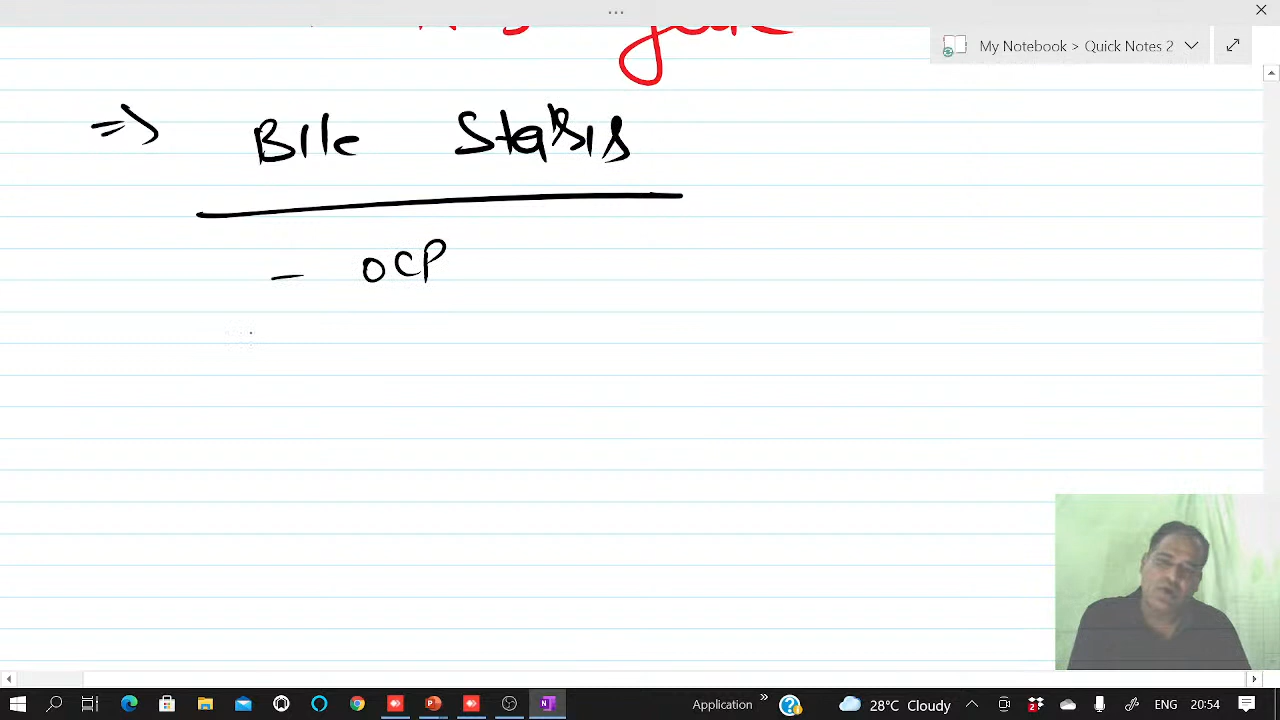 My Notebook > Quick Notes 2
=> Bile Stasis
- OCP
Application
28°C Cloudy
ENG
20:54